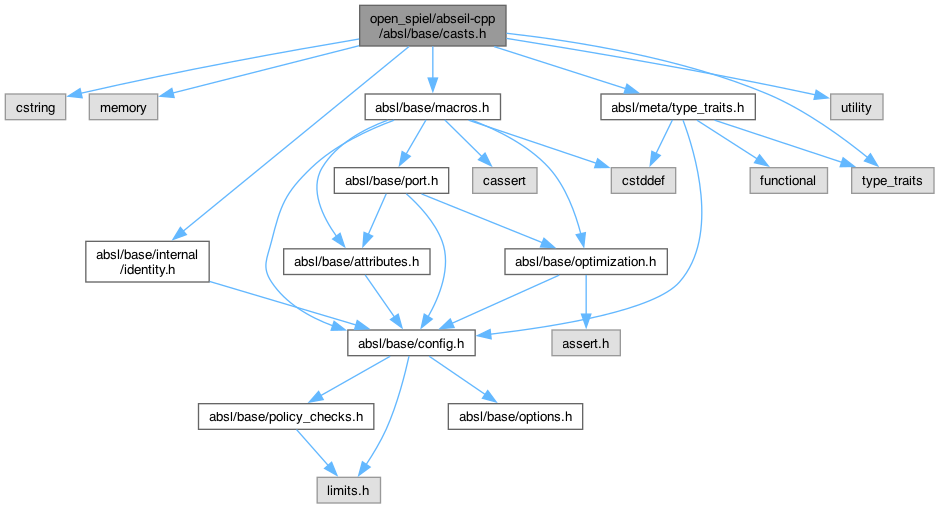 open_spiel/abseil-cpp
/absl/base/casts.h
cstring
memory
absl/base/macros.h
absl/meta/type_traits.h
utility
absl/base/port.h
cassert
cstddef
functional
type_traits
absl/base/internal
/identity.h
absl/base/attributes.h
absl/base/optimization.h
absl/base/config.h
assert.h
absl/base/policy_checks.h
absl/base/options.h
limits.h